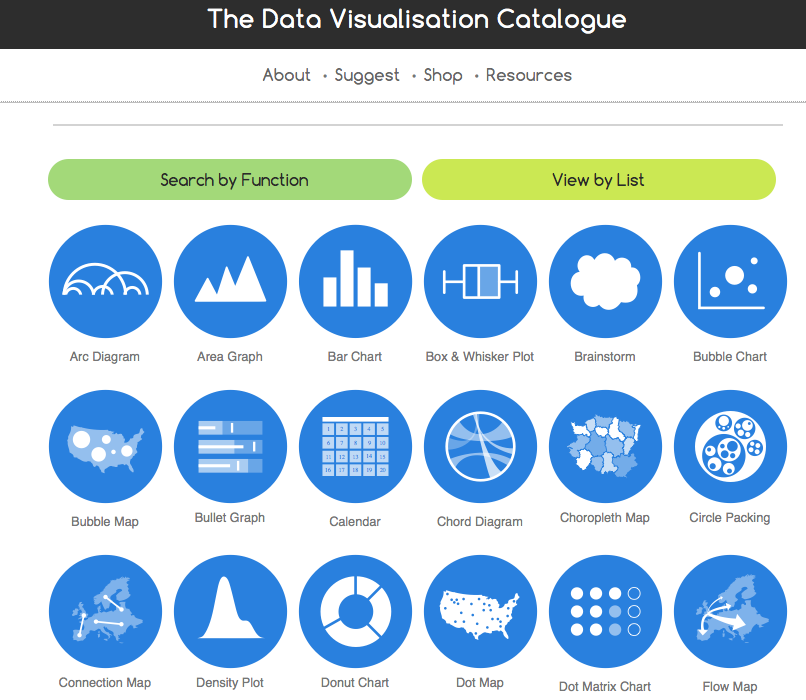 The Data Visualisation Catalogue
About • Suggest • Shop • Resources
Search by Function
View by List
Arc Diagram
Area Graph
Bar Chart
Box & Whisker Plot
Brainstorm
Bubble Chart
1 2 3 4 5
6 7 8 9 10
11 12 13 14 15
16 17 18 19 20
Bubble Map
Bullet Graph
Calendar
Chord Diagram
Choropleth Map
Circle Packing
Connection Map
Density Plot
Donut Chart
Dot Map
Dot Matrix Chart
Flow Map